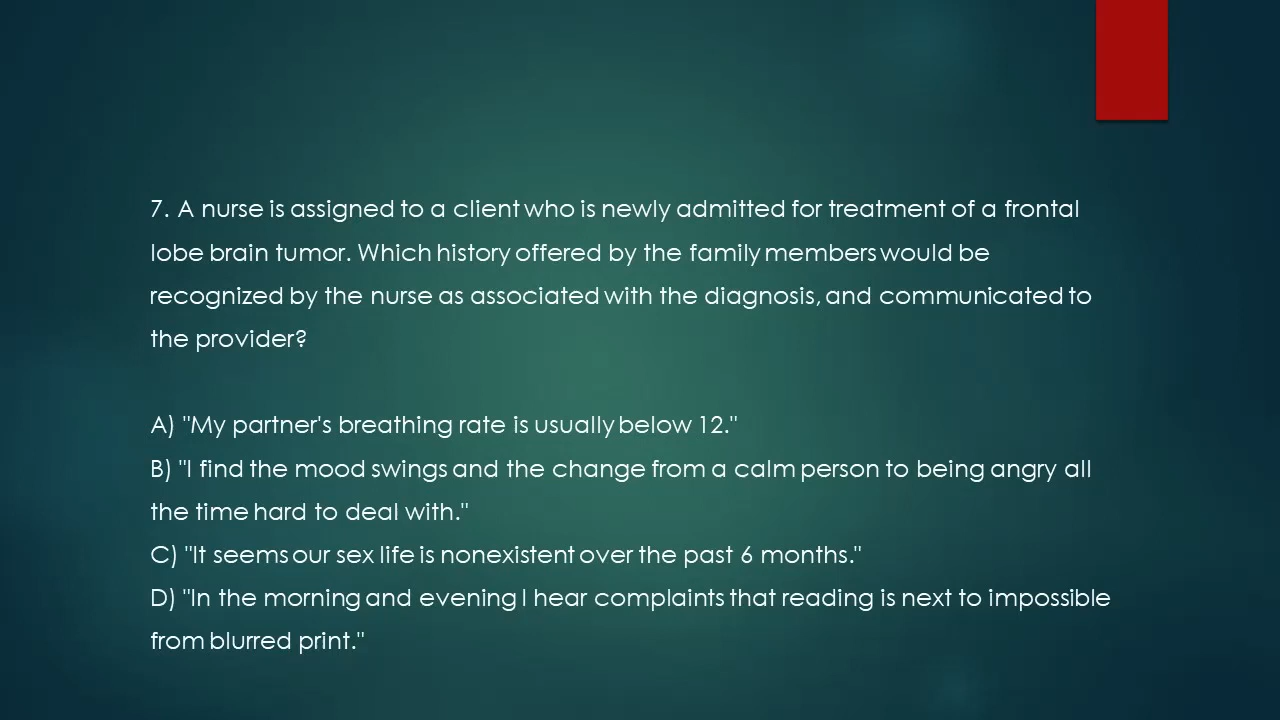 7. A nurse is assigned to a client who is newly admitted for treatment of a frontal
lobe brain tumor. Which history offered by the family members would be
recognized by the nurse as associated with the diagnosis, and communicated to
the provider?
A) "My partner's breathing rate is usually below 12."
B) "I find the mood swings and the change from a calm person to being angry all
the time hard to deal with."
C) "It seems our sex life is nonexistent over the past 6 months."
D) "In the morning and evening I hear complaints that reading is next to impossible
from blurred print."